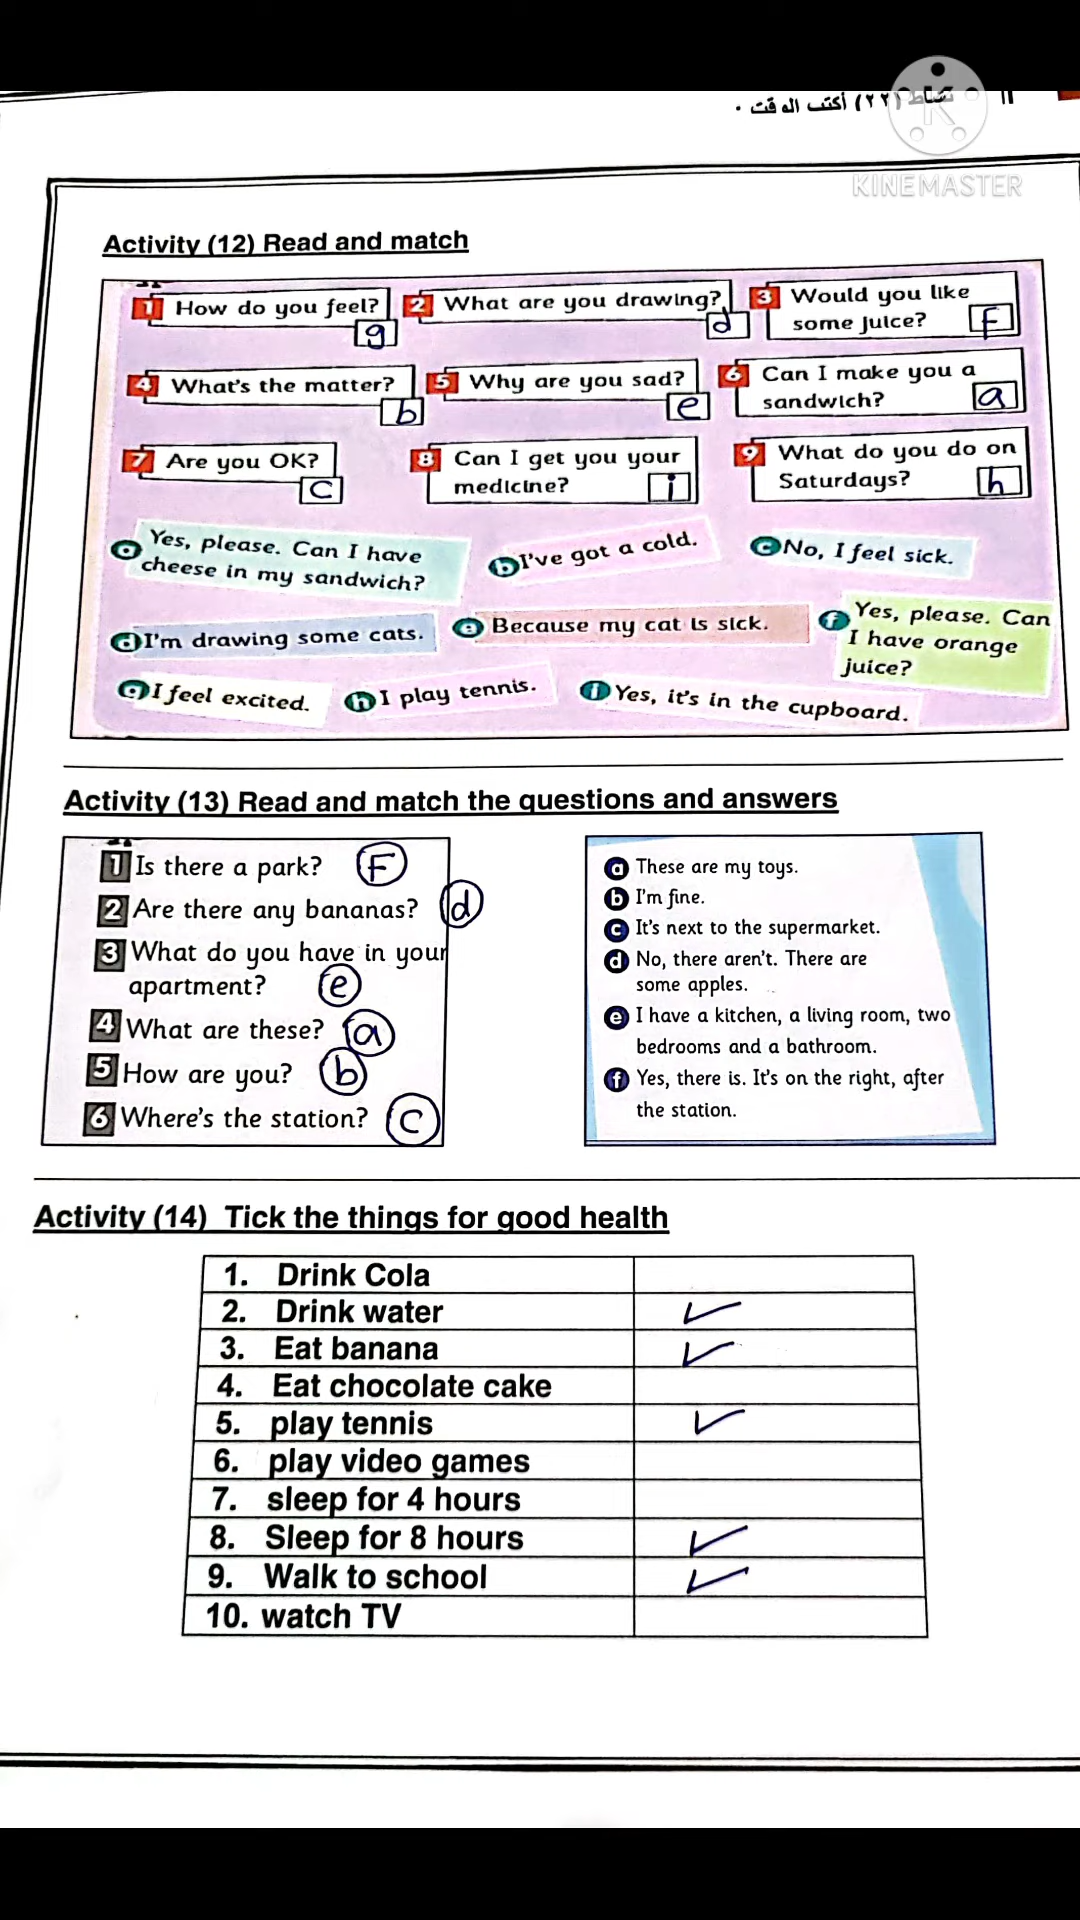 نشاط (٢٢) أكتب الوقت .
KINEMASTER
Activity (12) Read and match
1 How do you feel? g
2 What are you drawing? d
3 Would you like
some juice? F
4 What's the matter? b
5 Why are you sad? e
6 Can I make you a
sandwich? a
7 Are you OK? C
8 Can I get you your
medicine? i
9 What do you do on
Saturdays? h
a Yes, please. Can I have
cheese in my sandwich?
b I've got a cold.
c No, I feel sick.
d I'm drawing some cats.
e Because my cat is sick.
f Yes, please. Can
I have orange
juice?
g I feel excited.
h I play tennis.
i Yes, it's in the cupboard.
Activity (13) Read and match the questions and answers
1 Is there a park? F
2 Are there any bananas? d
3 What do you have in your
apartment? e
4 What are these? a
5 How are you? b
6 Where's the station? C
a These are my toys.
b I'm fine.
c It's next to the supermarket.
d No, there aren't. There are
some apples.
e I have a kitchen, a living room, two
bedrooms and a bathroom.
f Yes, there is. It's on the right, after
the station.
Activity (14) Tick the things for good health
1. Drink Cola
2. Drink water ✓
3. Eat banana ✓
4. Eat chocolate cake
5. play tennis ✓
6. play video games
7. sleep for 4 hours
8. Sleep for 8 hours ✓
9. Walk to school ✓
10. watch TV